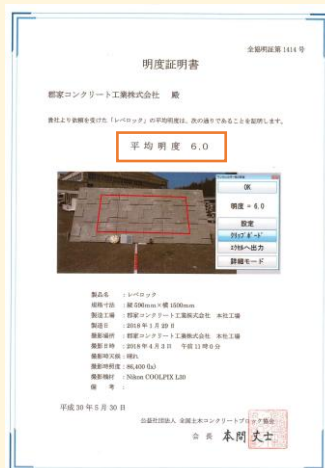 全協明証第1414号
明度証明書
郡家コンクリート工業株式会社 殿
貴社より依頼を受けた「レベロック」の平均明度は、次の通りであることを証明します。
平均明度 6.0
OK
明度 = 6.0
設定
クリップボード
エクセルへ出力
詳細モード
製品名 :レベロック
規格寸法 :縦500mm×横1500mm
製造工場 :郡家コンクリート工業株式会社 本社工場
製造日 :2018年1月29日
撮影場所 :郡家コンクリート工業株式会社 本社工場
撮影日時 :2018年4月3日 午前11時0分
撮影時天候 :晴れ
撮影時照度 :86,400(lx)
撮影機材 :Nikon COOLPIX L30
備考 :
平成30年5月30日
公益社団法人 全国土木コンクリートブロック協会
会長 本間丈士